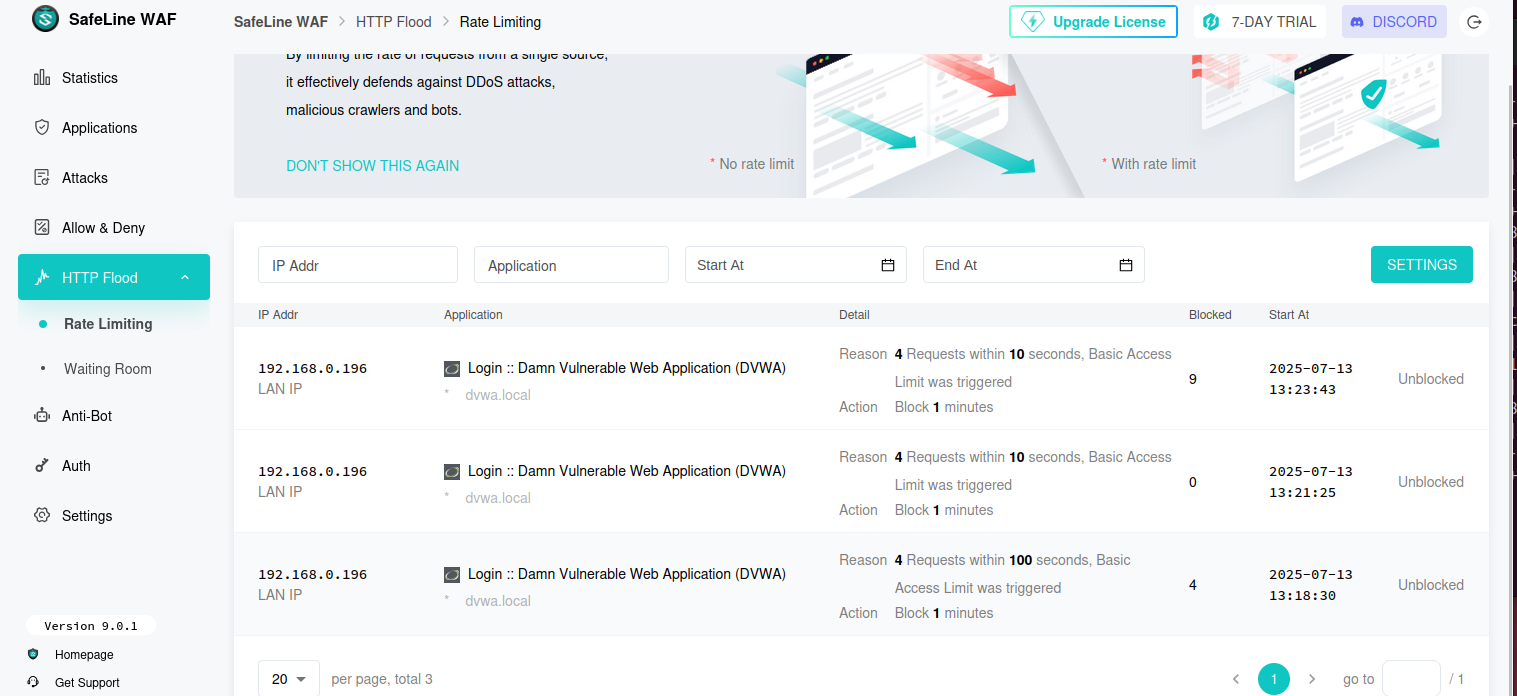 SafeLine WAF
SafeLine WAF > HTTP Flood > Rate Limiting
Upgrade License
7-DAY TRIAL
DISCORD
Statistics
Applications
Attacks
Allow & Deny
HTTP Flood
Rate Limiting
Waiting Room
Anti-Bot
Auth
Settings
Version 9.0.1
Homepage
Get Support
By limiting the rate of requests from a single source,
it effectively defends against DDoS attacks,
malicious crawlers and bots.
DON'T SHOW THIS AGAIN
* No rate limit
* With rate limit
IP Addr
Application
Start At
End At
SETTINGS
IP Addr Application Detail Blocked Start At
192.168.0.196
LAN IP
Login :: Damn Vulnerable Web Application (DVWA)
* dvwa.local
Reason 4 Requests within 10 seconds, Basic Access
Limit was triggered
Action Block 1 minutes
9
2025-07-13
13:23:43
Unblocked
192.168.0.196
LAN IP
Login :: Damn Vulnerable Web Application (DVWA)
* dvwa.local
Reason 4 Requests within 10 seconds, Basic Access
Limit was triggered
Action Block 1 minutes
0
2025-07-13
13:21:25
Unblocked
192.168.0.196
LAN IP
Login :: Damn Vulnerable Web Application (DVWA)
* dvwa.local
Reason 4 Requests within 100 seconds, Basic
Access Limit was triggered
Action Block 1 minutes
4
2025-07-13
13:18:30
Unblocked
20 per page, total 3
1
go to / 1